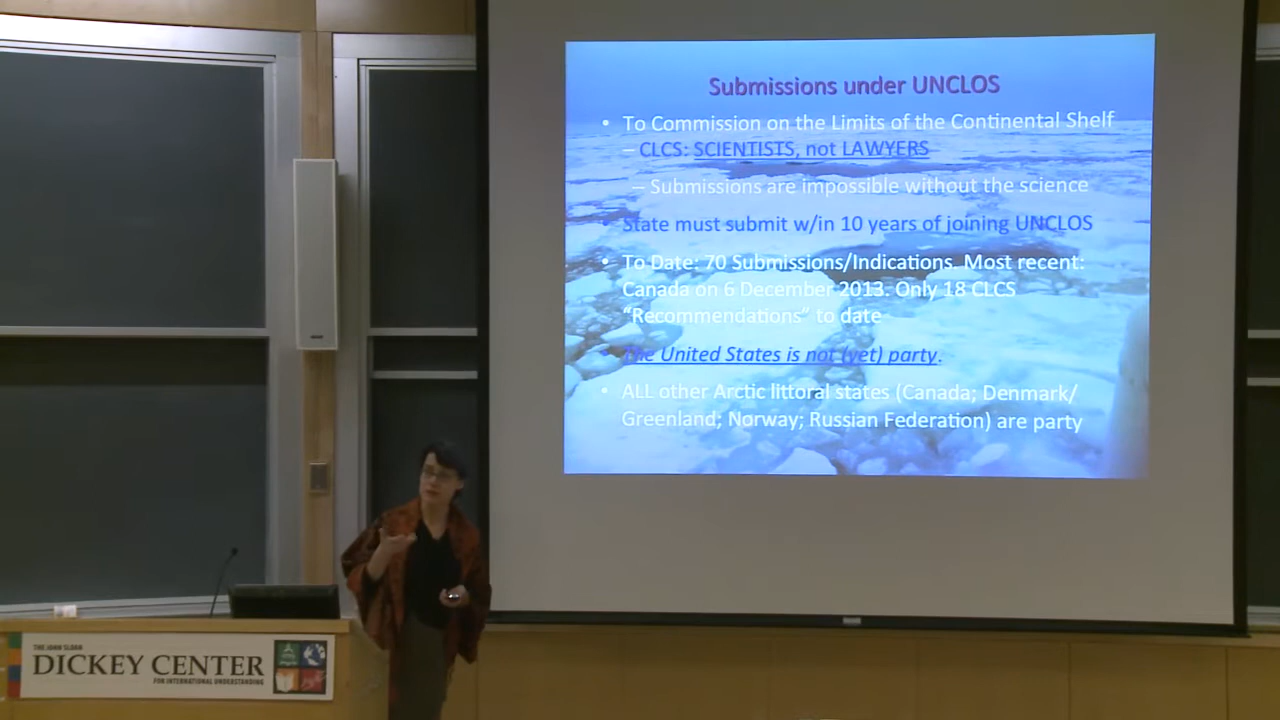 Submissions under UNCLOS
• To Commission on the Limits of the Continental Shelf
– CLCS: SCIENTISTS, not LAWYERS
– Submissions are impossible without the science
• State must submit w/in 10 years of joining UNCLOS
• To Date: 70 Submissions/Indications. Most recent:
Canada on 6 December 2013. Only 18 CLCS
“Recommendations” to date
• The United States is not (yet) party.
• ALL other Arctic littoral states (Canada; Denmark/
Greenland; Norway; Russian Federation) are party
THE JOHN SLOAN
DICKEY CENTER
FOR INTERNATIONAL UNDERSTANDING